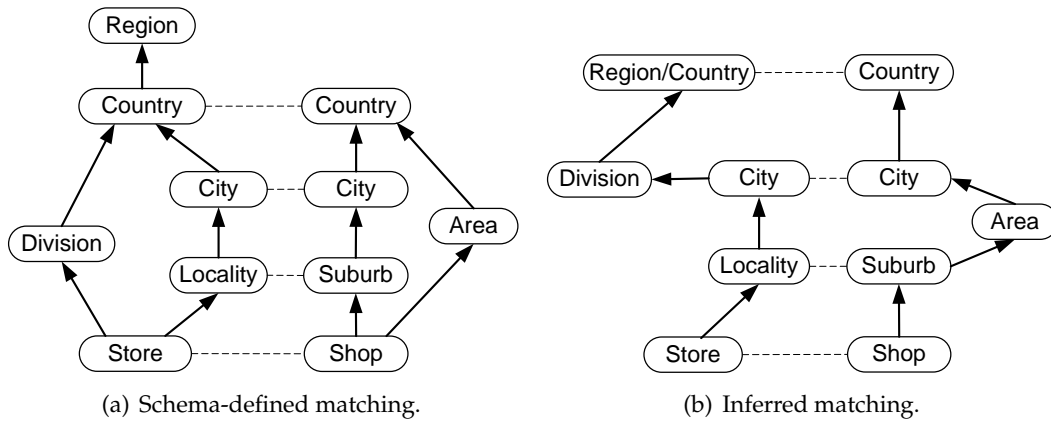 Region
Country
Country
City
City
Division
Area
Locality
Suburb
Store
Shop
(a) Schema-defined matching.
Region/Country
Country
Division
City
City
Area
Locality
Suburb
Store
Shop
(b) Inferred matching.